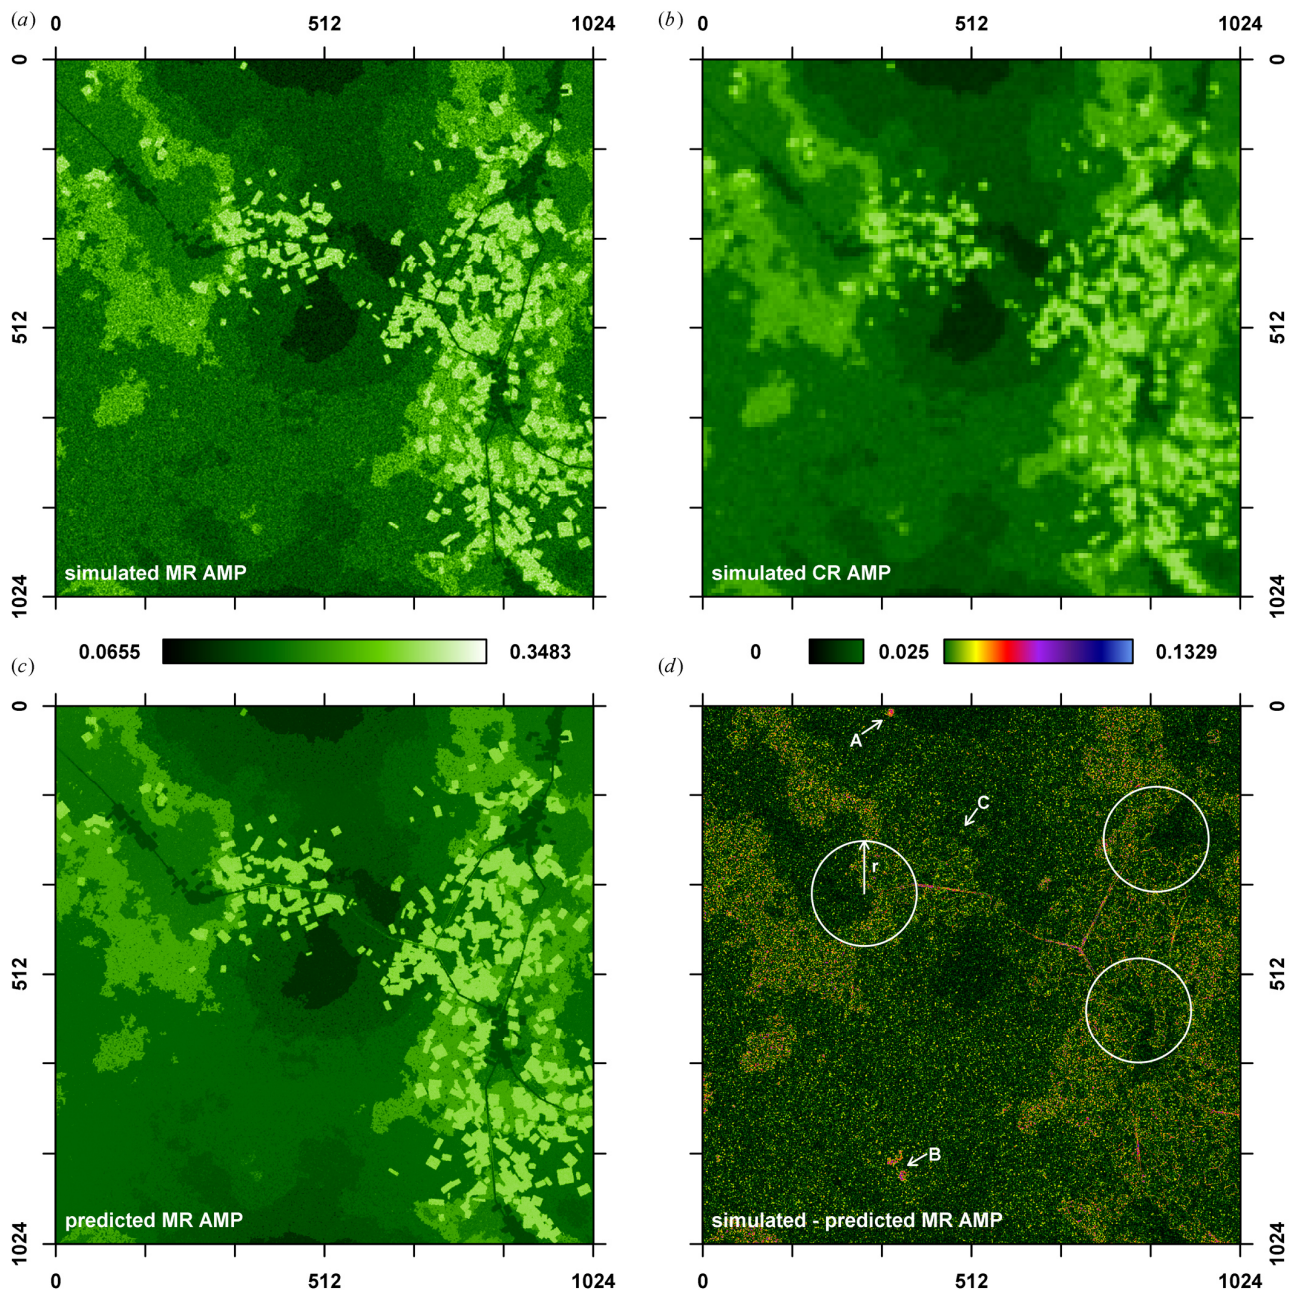 (a) 0 512 1024 (b) 0 512 1024
0 0
512 512
simulated MR AMP simulated CR AMP
1024 1024
0.0655 0.3483 0 0.025 0.1329
(c) (d)
0 0
A
C
r
512 512
B
predicted MR AMP simulated - predicted MR AMP
1024 1024
0 512 1024 0 512 1024